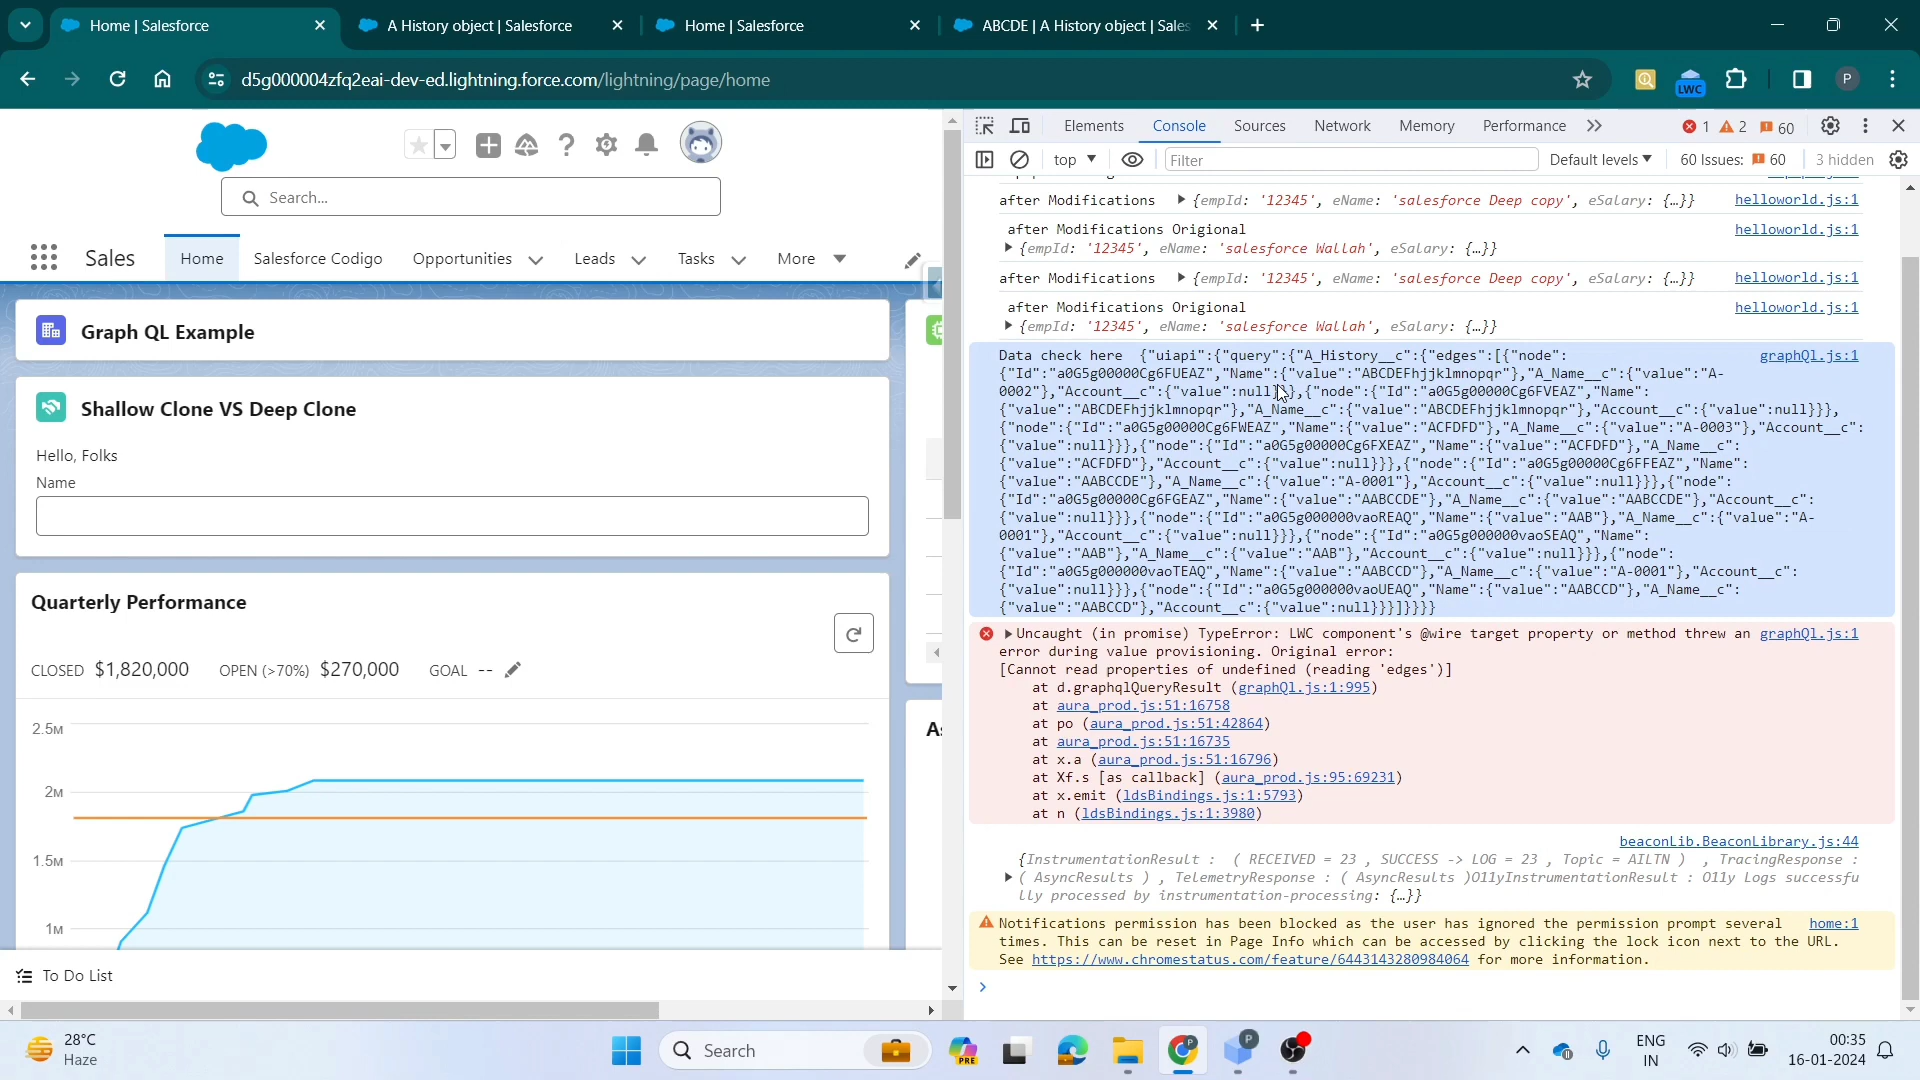 Home | Salesforce
A History object | Salesforce
Home | Salesforce
ABCDE | A History object | Sales
d5g000004zfq2eai-dev-ed.lightning.force.com/lightning/page/home
LWC
P
Search...
Sales
Home
Salesforce Codigo
Opportunities
Leads
Tasks
More
Graph QL Example
Shallow Clone VS Deep Clone
Hello, Folks
Name
Quarterly Performance
CLOSED $1,820,000 OPEN (>70%) $270,000 GOAL --
2.5M
2M
1.5M
1M
To Do List
Elements Console Sources Network Memory Performance
1 2 60
top Filter Default levels 60 Issues: 60 3 hidden
after Modifications {empId: '12345', eName: 'salesforce Deep copy', eSalary: {…}} helloworld.js:1
after Modifications Origional helloworld.js:1
{empId: '12345', eName: 'salesforce Wallah', eSalary: {…}}
after Modifications {empId: '12345', eName: 'salesforce Deep copy', eSalary: {…}} helloworld.js:1
after Modifications Origional helloworld.js:1
{empId: '12345', eName: 'salesforce Wallah', eSalary: {…}}
Data check here {"uiapi":{"query":{"A_History__c":{"edges":[{"node": graphQl.js:1
{"Id":"a0G5g00000Cg6FUEAZ","Name":{"value":"ABCDEFhjjklmnopqr"},"A_Name__c":{"value":"A-
0002"},"Account__c":{"value":null}}},{"node":{"Id":"a0G5g00000Cg6FVEAZ","Name":
{"value":"ABCDEFhjjklmnopqr"},"A_Name__c":{"value":"ABCDEFhjjklmnopqr"},"Account__c":{"value":null}}},
{"node":{"Id":"a0G5g00000Cg6FWEAZ","Name":{"value":"ACFDFD"},"A_Name__c":{"value":"A-0003"},"Account__c":
{"value":null}}},{"node":{"Id":"a0G5g00000Cg6FXEAZ","Name":{"value":"ACFDFD"},"A_Name__c":
{"value":"ACFDFD"},"Account__c":{"value":null}}},{"node":{"Id":"a0G5g00000Cg6FFEAZ","Name":
{"value":"AABCCDE"},"A_Name__c":{"value":"A-0001"},"Account__c":{"value":null}}},{"node":
{"Id":"a0G5g00000Cg6FGEAZ","Name":{"value":"AABCCDE"},"A_Name__c":{"value":"AABCCDE"},"Account__c":
{"value":null}}},{"node":{"Id":"a0G5g000000vaoREAQ","Name":{"value":"AAB"},"A_Name__c":{"value":"A-
0001"},"Account__c":{"value":null}}},{"node":{"Id":"a0G5g000000vaoSEAQ","Name":
{"value":"AAB"},"A_Name__c":{"value":"AAB"},"Account__c":{"value":null}}},{"node":
{"Id":"a0G5g000000vaoTEAQ","Name":{"value":"AABCCD"},"A_Name__c":{"value":"A-0001"},"Account__c":
{"value":null}}},{"node":{"Id":"a0G5g000000vaoUEAQ","Name":{"value":"AABCCD"},"A_Name__c":
{"value":"AABCCD"},"Account__c":{"value":null}}}]}}}}
Uncaught (in promise) TypeError: LWC component's @wire target property or method threw an graphQl.js:1
error during value provisioning. Original error:
[Cannot read properties of undefined (reading 'edges')]
at d.graphqlQueryResult (graphQl.js:1:995)
at aura_prod.js:51:16758
at po (aura_prod.js:51:42864)
at aura_prod.js:51:16735
at x.a (aura_prod.js:51:16796)
at Xf.s [as callback] (aura_prod.js:95:69231)
at x.emit (ldsBindings.js:1:5793)
at n (ldsBindings.js:1:3980)
beaconLib.BeaconLibrary.js:44
{InstrumentationResult : ( RECEIVED = 23 , SUCCESS -> LOG = 23 , Topic = AILTN ) , TracingResponse :
( AsyncResults ) , TelemetryResponse : ( AsyncResults )O11yInstrumentationResult : O11y Logs successfu
lly processed by instrumentation-processing: {…}}
Notifications permission has been blocked as the user has ignored the permission prompt several home:1
times. This can be reset in Page Info which can be accessed by clicking the lock icon next to the URL.
See https://www.chromestatus.com/feature/6443143280984064 for more information.
28°C
Haze
Search
PRE
P
P
ENG
IN
00:35
16-01-2024